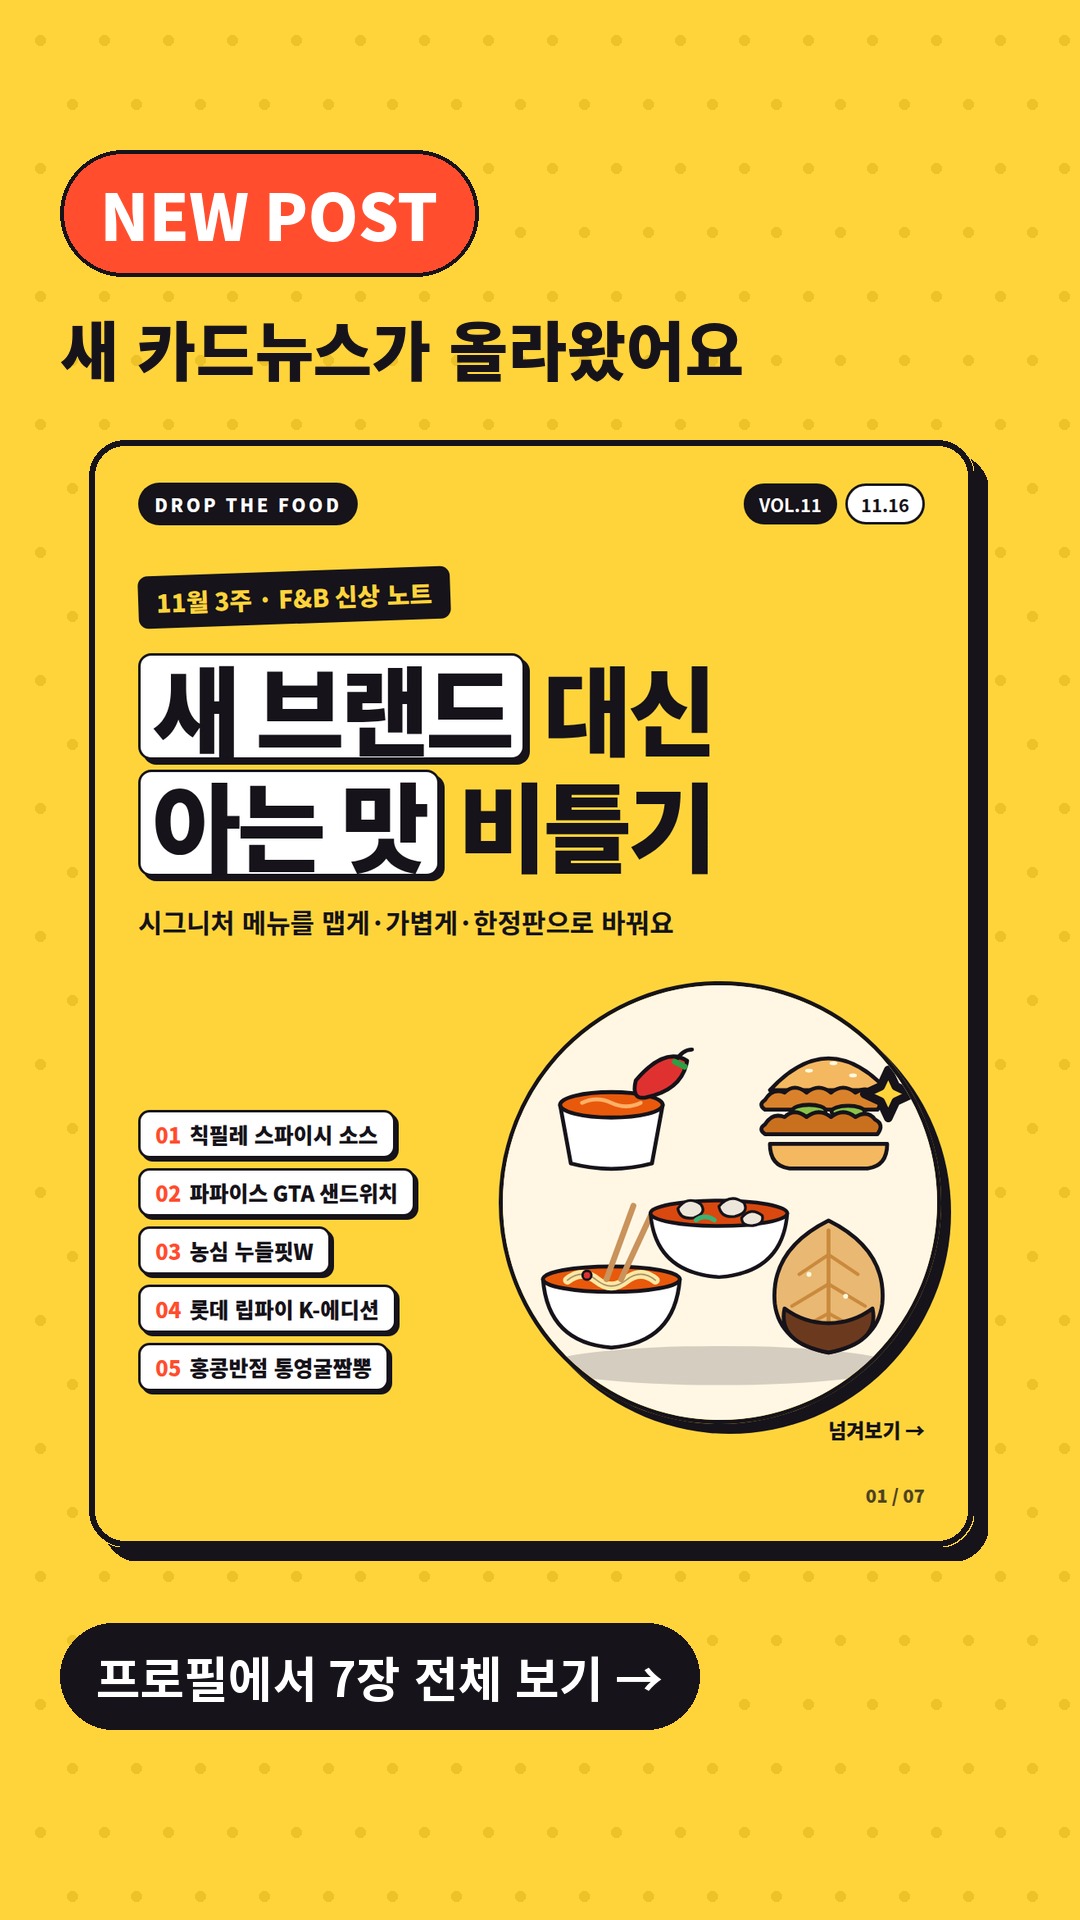 NEW POST
새 카드뉴스가 올라왔어요
DROP THE FOOD
VOL.11 11.16
11월 3주 · F&B 신상 노트
새 브랜드 대신
아는 맛 비틀기
시그니처 메뉴를 맵게·가볍게·한정판으로 바꿔요
01 칙필레 스파이시 소스
02 파파이스 GTA 샌드위치
03 농심 누들핏W
04 롯데 립파이 K-에디션
05 홍콩반점 통영굴짬뽕
넘겨보기 →
01 / 07
프로필에서 7장 전체 보기 →